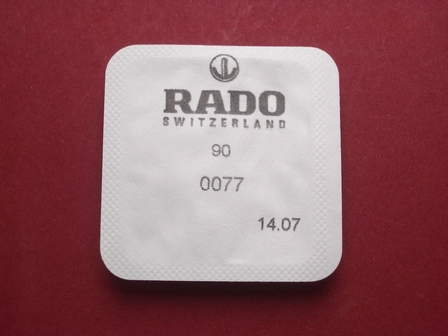 RADO
SWITZERLAND
90
0077
14.07